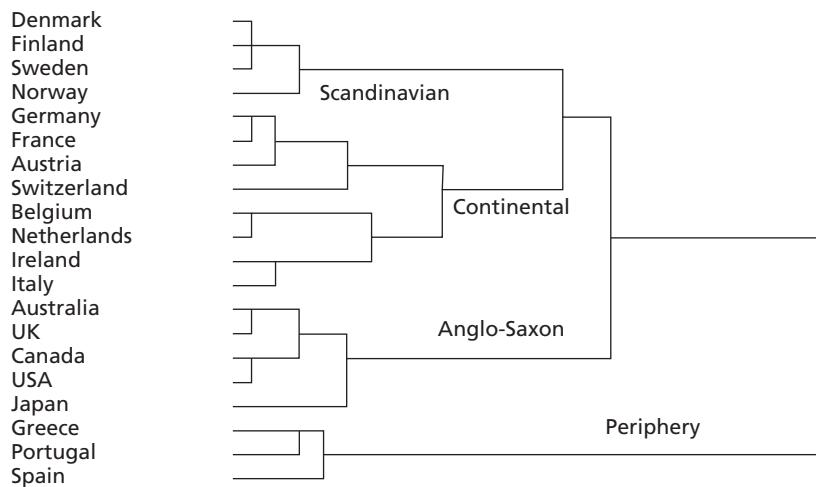 Denmark
Finland
Sweden
Norway
Scandinavian
Germany
France
Austria
Switzerland
Belgium
Continental
Netherlands
Ireland
Italy
Australia
UK
Anglo-Saxon
Canada
USA
Japan
Greece
Periphery
Portugal
Spain